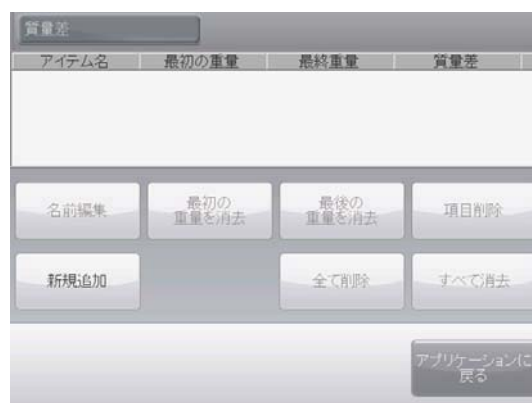 質量差
アイテム名 最初の重量 最終重量 質量差
名前編集 最初の 最後の 項目削除
重量を消去 重量を消去
新規追加 全て削除 すべて消去
アプリケーションに
戻る